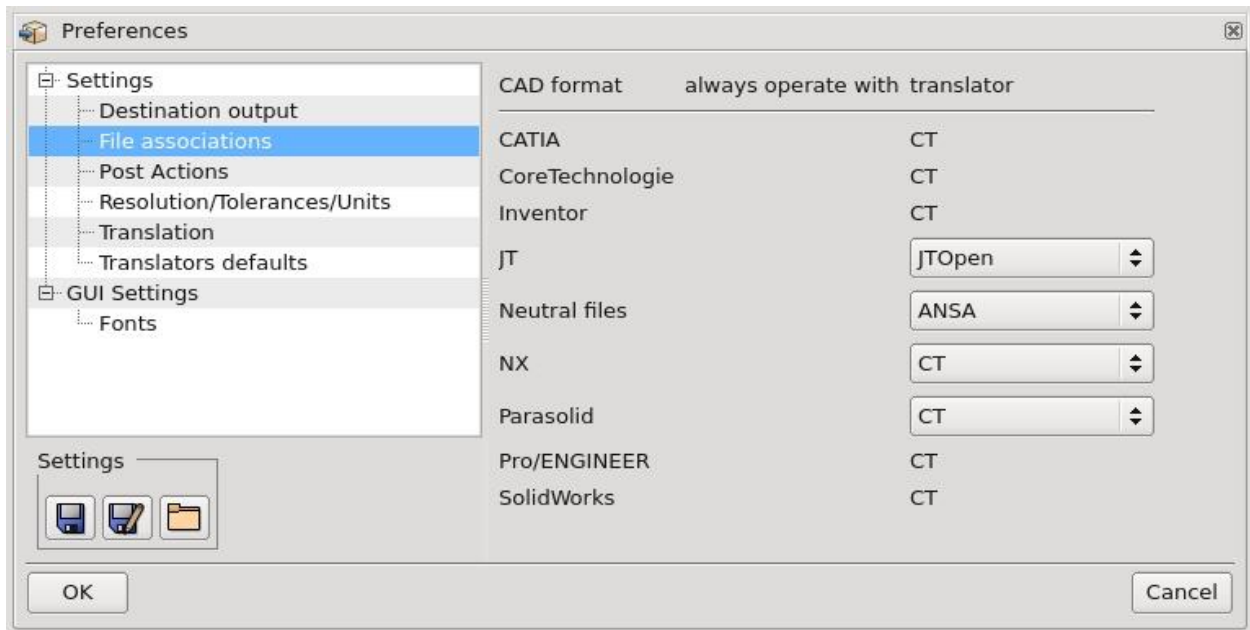 Preferences
Settings
Destination output
File associations
Post Actions
Resolution/Tolerances/Units
Translation
Translators defaults
GUI Settings
Fonts
Settings
CAD format always operate with translator
CATIA CT
CoreTechnologie CT
Inventor CT
JT JTOpen
Neutral files ANSA
NX CT
Parasolid CT
Pro/ENGINEER CT
SolidWorks CT
OK
Cancel